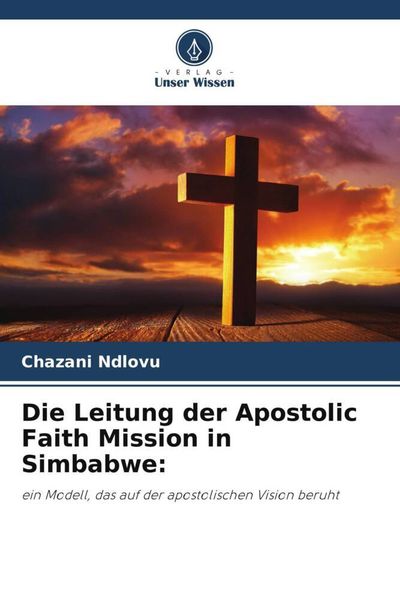 - VERLAG -
Unser Wissen
Chazani Ndlovu
Die Leitung der Apostolic
Faith Mission in
Simbabwe:
ein Modell, das auf der apostolischen Vision beruht